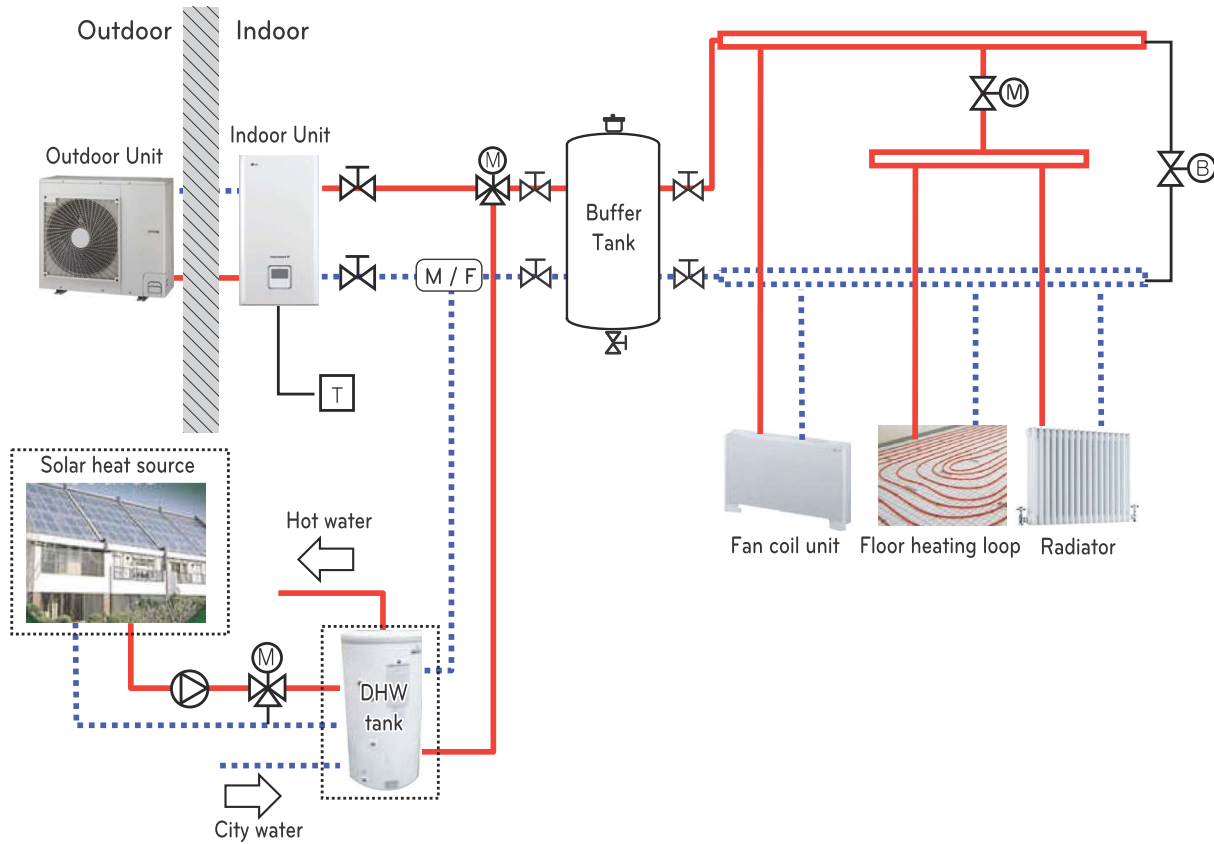 Outdoor
Indoor
Outdoor Unit
Indoor Unit
M
M
B
Buffer
Tank
M / F
T
Solar heat source
Hot water
M
DHW
tank
City water
Fan coil unit
Floor heating loop
Radiator